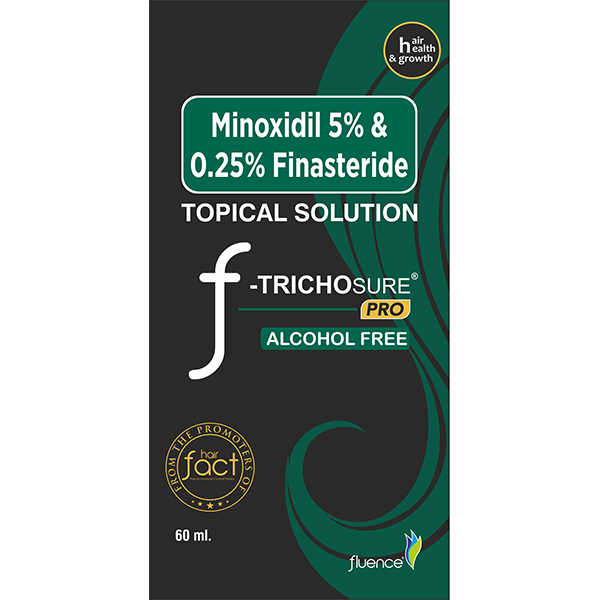 hair
health
& growth
Minoxidil 5% &
0.25% Finasteride
TOPICAL SOLUTION
f-TRICHOSURE®
PRO
ALCOHOL FREE
FROM THE PROMOTERS OF
hair
fact
60 ml.
fluence